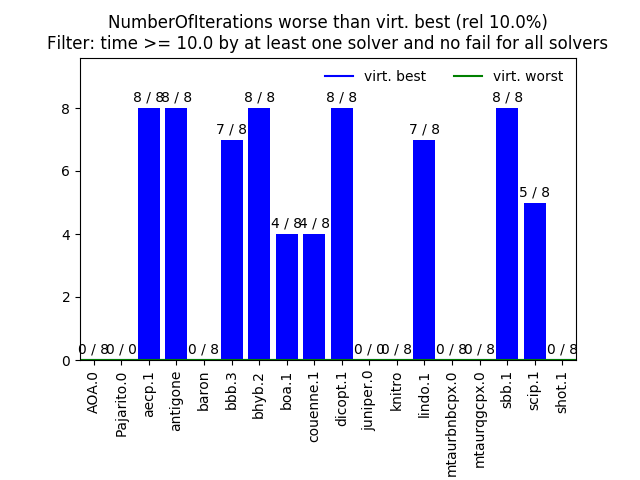 NumberOfIterations worse than virt. best (rel 10.0%)
Filter: time >= 10.0 by at least one solver and no fail for all solvers
virt. best
virt. worst
8
6
4
2
0
0 / 8
0 / 0
8 / 8
8 / 8
0 / 8
7 / 8
8 / 8
4 / 8
4 / 8
8 / 8
0 / 0
0 / 8
7 / 8
0 / 8
0 / 8
8 / 8
5 / 8
0 / 8
AOA.0
Pajarito.0
aecp.1
antigone
baron
bbb.3
bhyb.2
boa.1
couenne.1
dicopt.1
juniper.0
knitro
lindo.1
mtaurbnbcpx.0
mtaurqgcpx.0
sbb.1
scip.1
shot.1